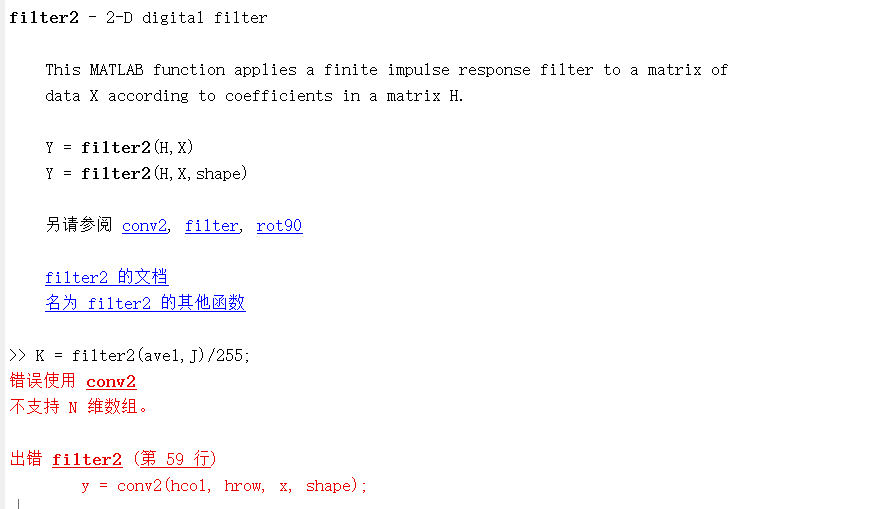 filter2 - 2-D digital filter
This MATLAB function applies a finite impulse response filter to a matrix of
data X according to coefficients in a matrix H.
Y = filter2(H,X)
Y = filter2(H,X,shape)
另请参阅 conv2, filter, rot90
filter2 的文档
名为 filter2 的其他函数
>> K = filter2(ave1,J)/255;
错误使用 conv2
不支持 N 维数组。
出错 filter2 (第 59 行)
y = conv2(hcol, hrow, x, shape);